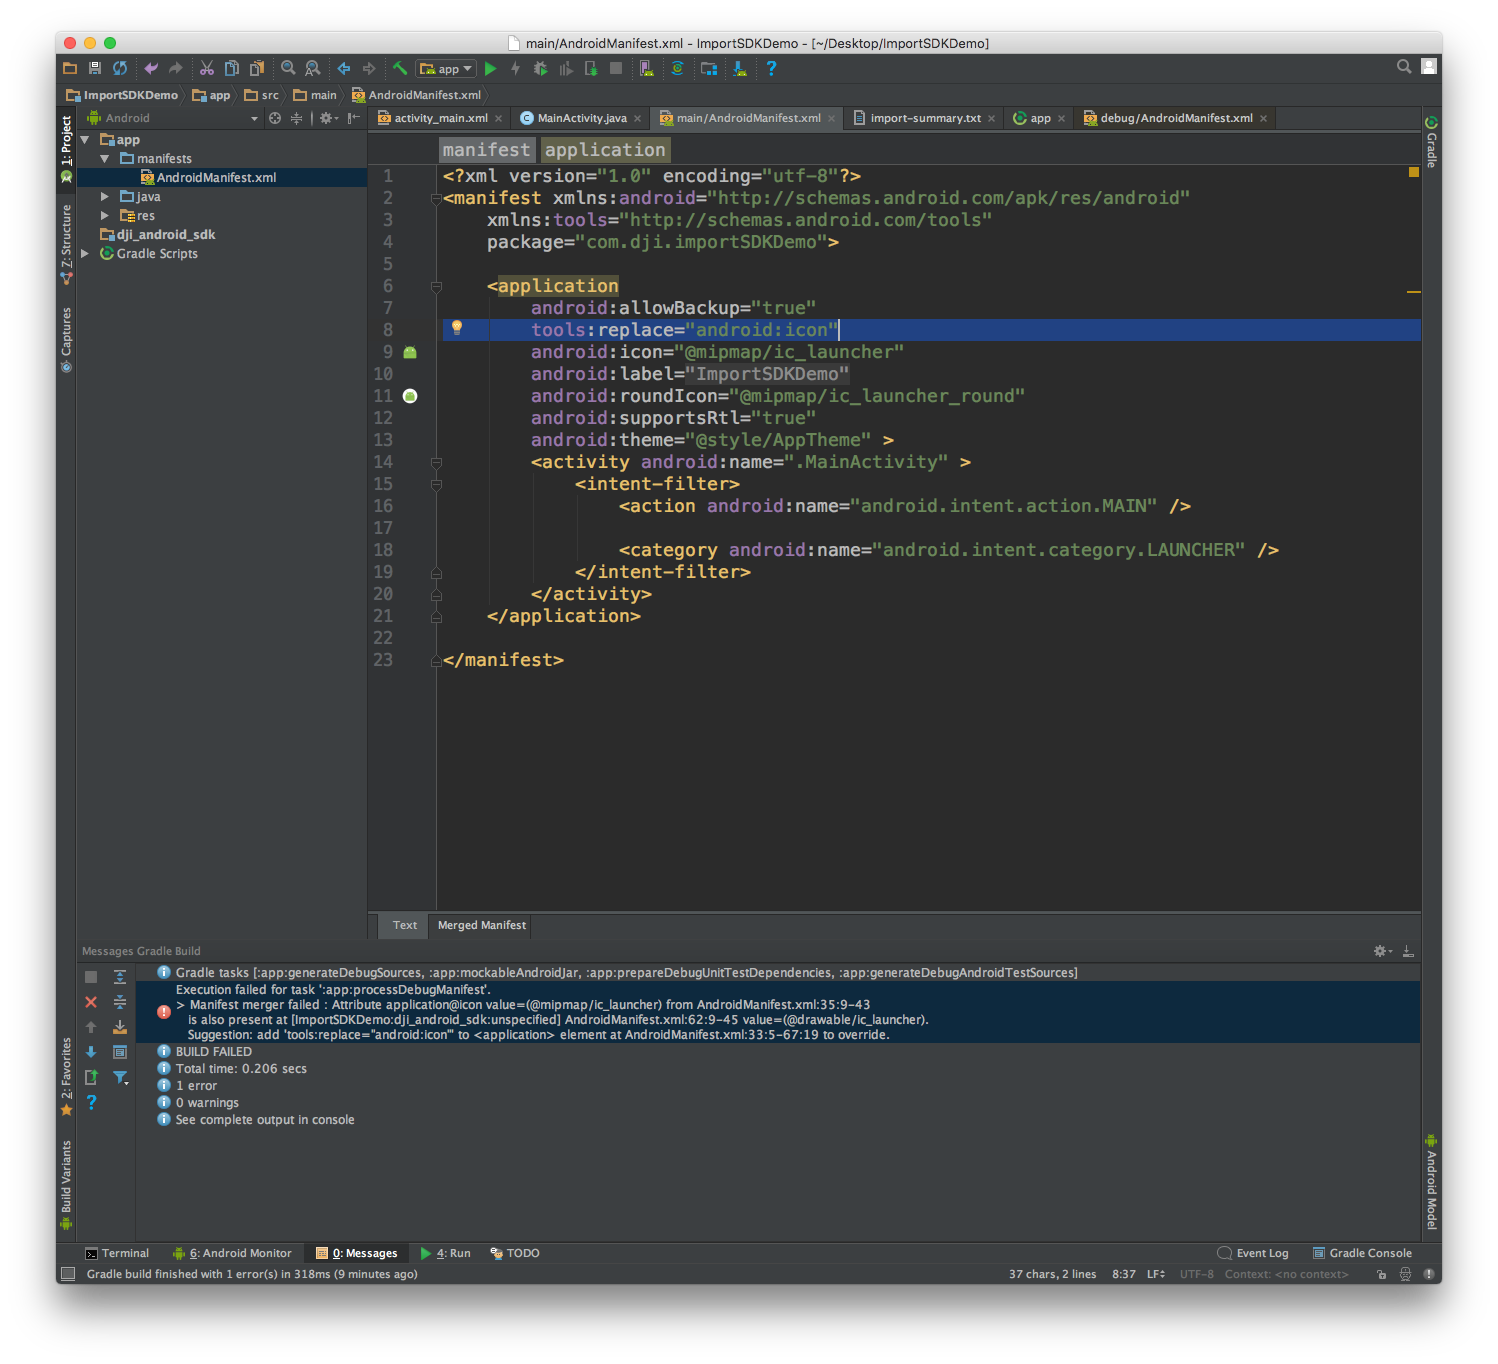 main/AndroidManifest.xml - ImportSDKDemo - [~/Desktop/ImportSDKDemo]
app
ImportSDKDemo app src main AndroidManifest.xml
Android
activity_main.xml MainActivity.java main/AndroidManifest.xml import-summary.txt app debug/AndroidManifest.xml
1: Project
Z: Structure
Captures
2: Favorites
Build Variants
app
manifests
AndroidManifest.xml
java
res
dji_android_sdk
Gradle Scripts
manifest application
1 <?xml version="1.0" encoding="utf-8"?>
2 <manifest xmlns:android="http://schemas.android.com/apk/res/android"
3 xmlns:tools="http://schemas.android.com/tools"
4 package="com.dji.importSDKDemo">
5
6 <application
7 android:allowBackup="true"
8 tools:replace="android:icon"
9 android:icon="@mipmap/ic_launcher"
10 android:label="ImportSDKDemo"
11 android:roundIcon="@mipmap/ic_launcher_round"
12 android:supportsRtl="true"
13 android:theme="@style/AppTheme" >
14 <activity android:name=".MainActivity" >
15 <intent-filter>
16 <action android:name="android.intent.action.MAIN" />
17
18 <category android:name="android.intent.category.LAUNCHER" />
19 </intent-filter>
20 </activity>
21 </application>
22
23 </manifest>
Gradle
Android Model
Text Merged Manifest
Messages Gradle Build
Gradle tasks [:app:generateDebugSources, :app:mockableAndroidJar, :app:prepareDebugUnitTestDependencies, :app:generateDebugAndroidTestSources]
Execution failed for task ':app:processDebugManifest'.
> Manifest merger failed : Attribute application@icon value=(@mipmap/ic_launcher) from AndroidManifest.xml:35:9-43
is also present at [ImportSDKDemo:dji_android_sdk:unspecified] AndroidManifest.xml:62:9-45 value=(@drawable/ic_launcher).
Suggestion: add 'tools:replace="android:icon"' to <application> element at AndroidManifest.xml:33:5-67:19 to override.
BUILD FAILED
Total time: 0.206 secs
1 error
0 warnings
See complete output in console
Terminal 6: Android Monitor 0: Messages 4: Run TODO Event Log Gradle Console
Gradle build finished with 1 error(s) in 318ms (9 minutes ago) 37 chars, 2 lines 8:37 LF UTF-8 Context: <no context>